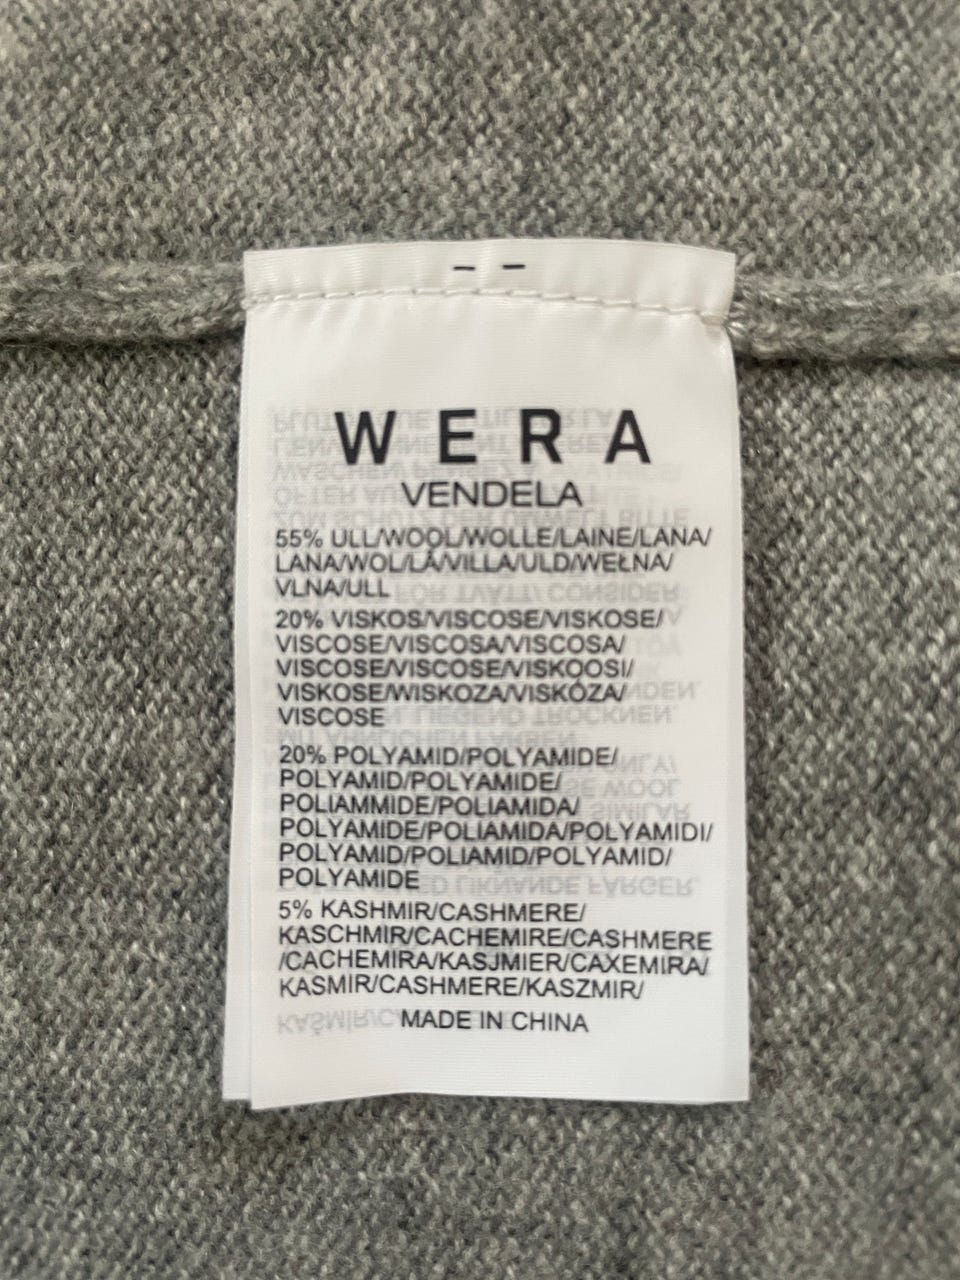 WERA
VENDELA
55% ULL/WOOL/WOLLE/LAINE/LANA/
LANA/WOL/LÃ/VILLA/ULD/WEŁNA/
VLNA/ULL
20% VISKOS/VISCOSE/VISKOSE/
VISCOSE/VISCOSA/VISCOSA/
VISCOSE/VISCOSE/VISKOOSI/
VISKOSE/WISKOZA/VISKÓZA/
VISCOSE
20% POLYAMID/POLYAMIDE/
POLYAMID/POLYAMIDE/
POLIAMMIDE/POLIAMIDA/
POLYAMIDE/POLIAMIDA/POLYAMIDI/
POLYAMID/POLIAMID/POLYAMID/
POLYAMIDE
5% KASHMIR/CASHMERE/
KASCHMIR/CACHEMIRE/CASHMERE
/CACHEMIRA/KASJMIER/CAXEMIRA/
KASMIR/CASHMERE/KASZMIR/
MADE IN CHINA